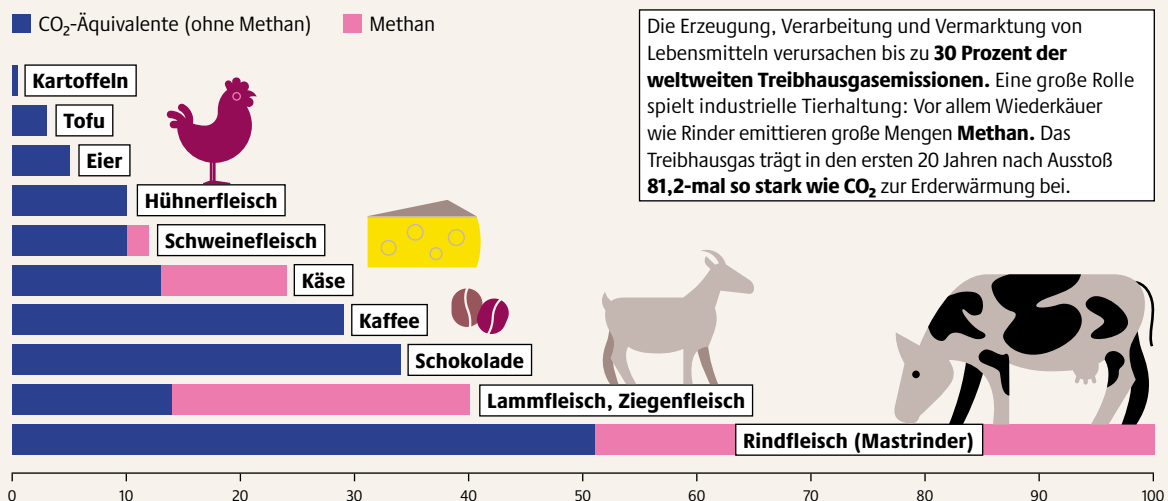 CO₂-Äquivalente (ohne Methan) Methan
Die Erzeugung, Verarbeitung und Vermarktung von
Lebensmitteln verursachen bis zu 30 Prozent der
weltweiten Treibhausgasemissionen. Eine große Rolle
spielt industrielle Tierhaltung: Vor allem Wiederkäuer
wie Rinder emittieren große Mengen Methan. Das
Treibhausgas trägt in den ersten 20 Jahren nach Ausstoß
81,2-mal so stark wie CO₂ zur Erderwärmung bei.
Kartoffeln
Tofu
Eier
Hühnerfleisch
Schweinefleisch
Käse
Kaffee
Schokolade
Lammfleisch, Ziegenfleisch
Rindfleisch (Mastrinder)
0 10 20 30 40 50 60 70 80 90 100